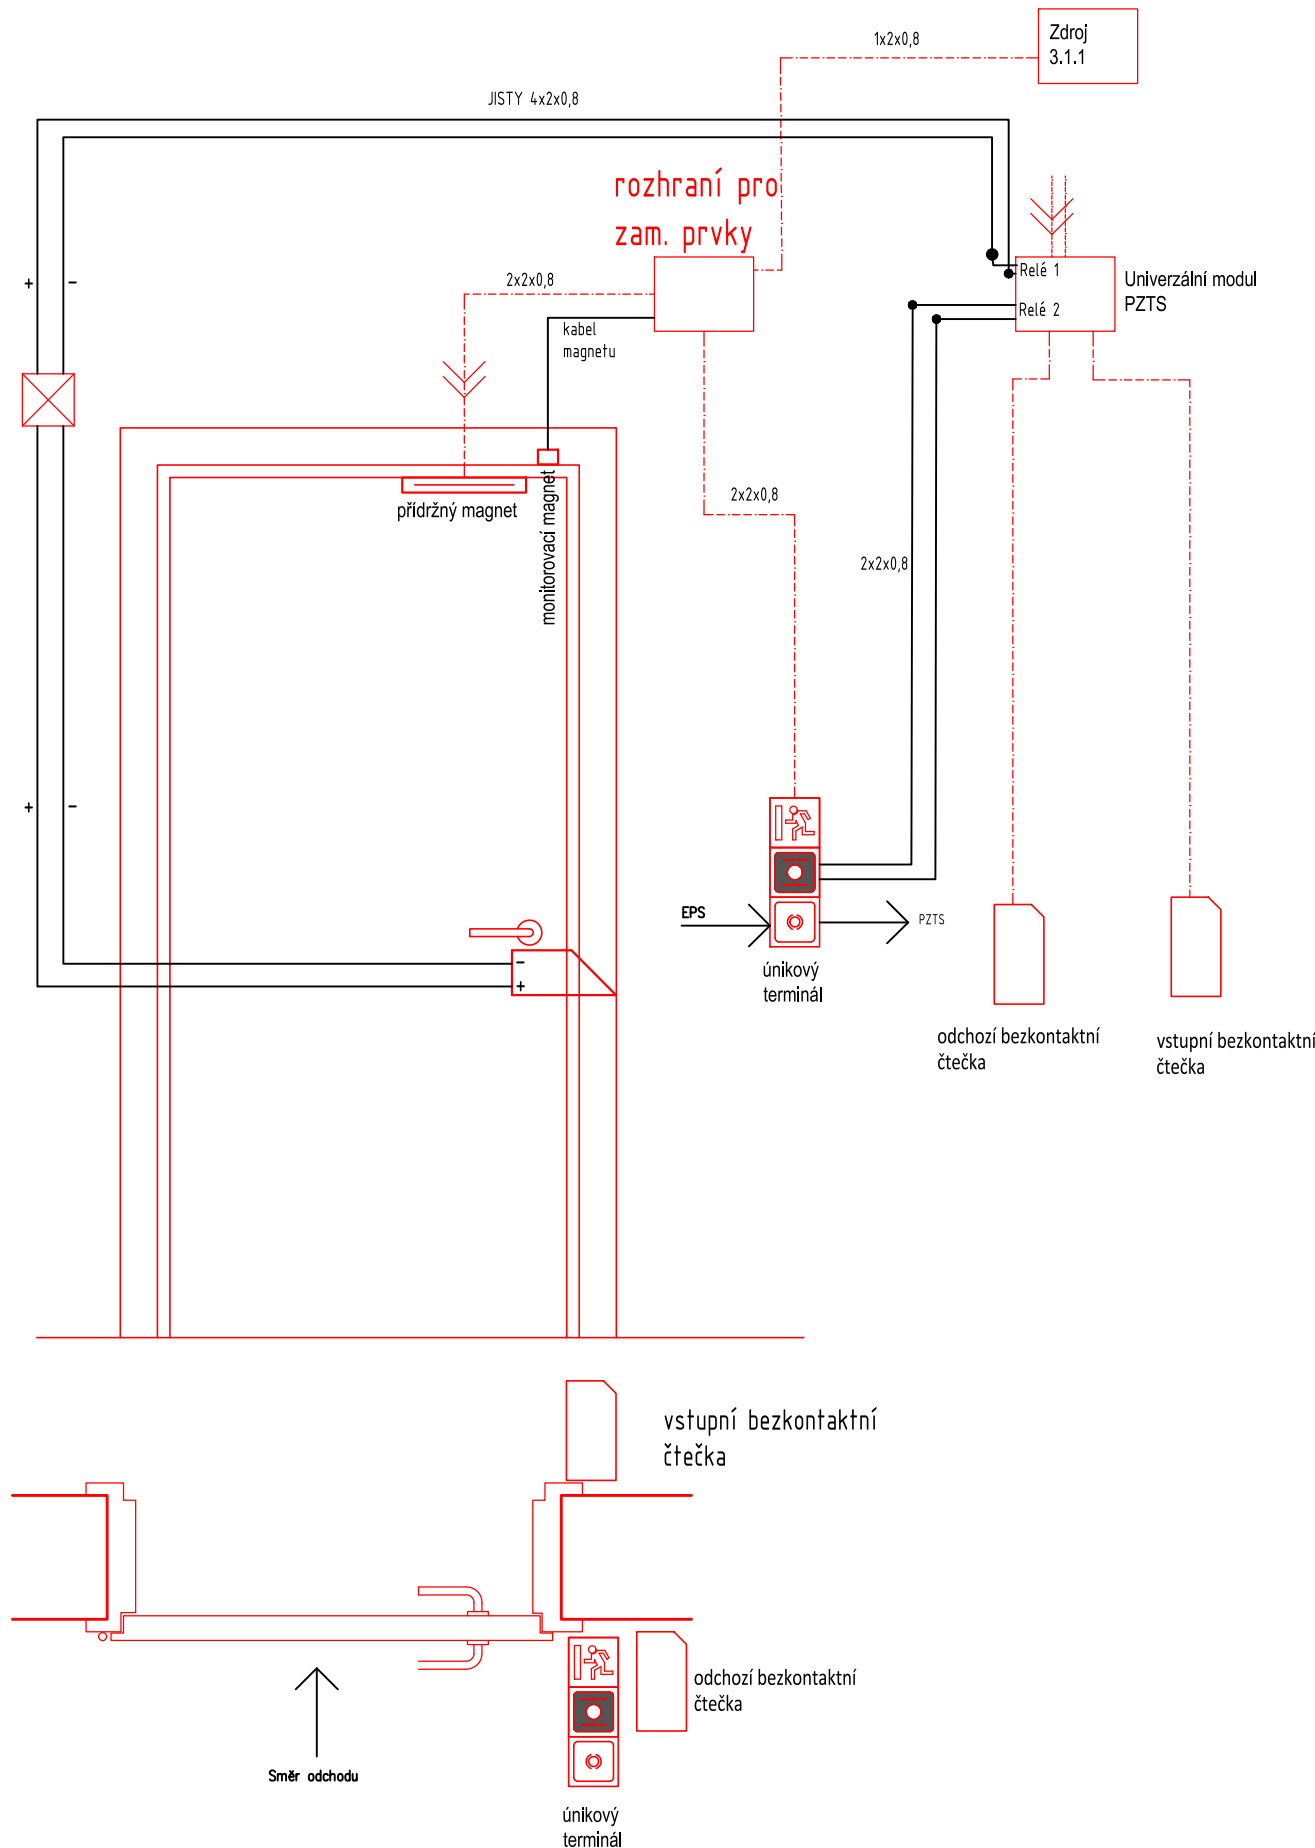 Zdroj
3.1.1
1x2x0,8
JISTY 4x2x0,8
rozhraní pro
zam. prvky
Relé 1
Relé 2
Univerzální modul
PZTS
2x2x0,8
+
-
kabel
magnetu
přídržný magnet
monitorovací magnet
2x2x0,8
2x2x0,8
+
-
EPS
PZTS
-
+
únikový
terminál
odchozí bezkontaktní
čtečka
vstupní bezkontaktní
čtečka
vstupní bezkontaktní
čtečka
odchozí bezkontaktní
čtečka
Směr odchodu
únikový
terminál